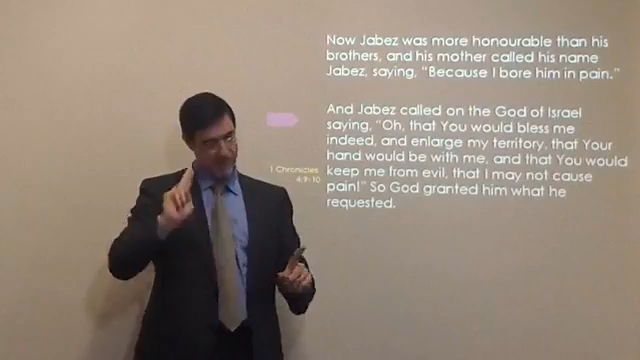 Now Jabez was more honourable than his
brothers, and his mother called his name
Jabez, saying, "Because I bore him in pain."
And Jabez called on the God of Israel
saying, "Oh, that You would bless me
indeed, and enlarge my territory, that Your
hand would be with me, and that You would
keep me from evil, that I may not cause
pain!" So God granted him what he
requested.
1 Chronicles
4:9-10